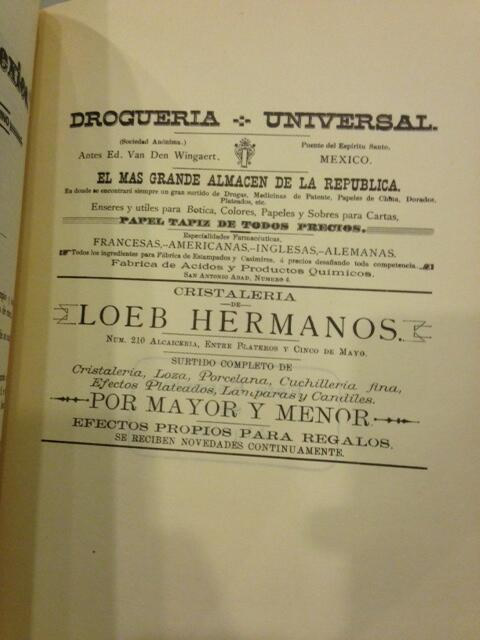 DROGUERIA UNIVERSAL.
(Sociedad Anónima.) Puente del Espíritu Santo,
Antes Ed. Van Den Wingaert. MEXICO.
EL MAS GRANDE ALMACEN DE LA REPUBLICA.
En donde se encontrará siempre un gran surtido de Drogas, Medicinas de Patente, Papeles de China, Dorados,
Plateados, etc.
Enseres y utiles para Botica, Colores, Papeles y Sobres para Cartas,
PAPEL TAPIZ DE TODOS PRECIOS.
Especialidades Farmacéuticas,
FRANCESAS,--AMERICANAS,--INGLESAS,--ALEMANAS.
Todos los ingredientes para Fábrica de Estampados y Casimires, á precios desafiando toda competencia.
Fabrica de Acidos y Productos Quimicos.
SAN ANTONIO ABAD, NUMERO 4.
CRISTALERIA
--DE--
LOEB HERMANOS.
NUM. 210 ALCAICERIA, ENTRE PLATEROS Y CINCO DE MAYO.
SURTIDO COMPLETO DE
Cristalería, Loza, Porcelana, Cuchillería fina,
Efectos Plateados, Lamparas y Candiles.
POR MAYOR Y MENOR
EFECTOS PROPIOS PARA REGALOS.
SE RECIBEN NOVEDADES CONTINUAMENTE.